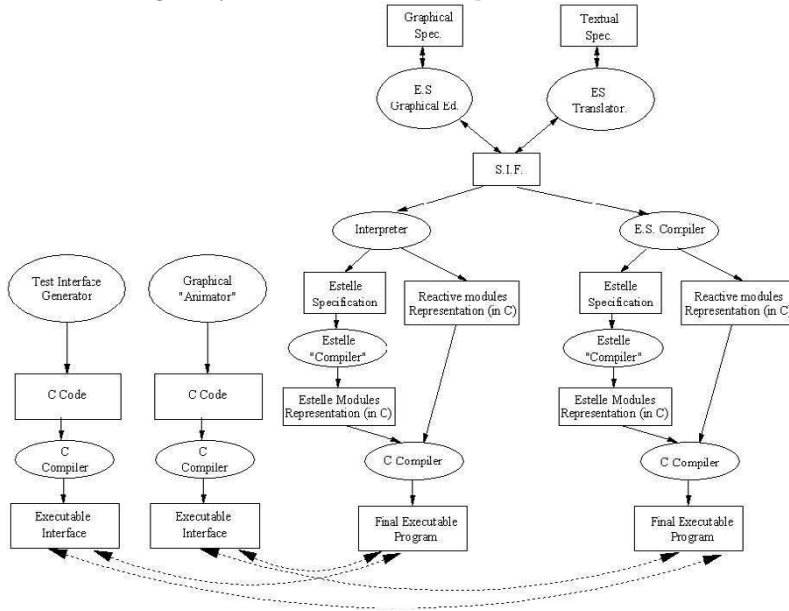 Graphical
Spec.
Textual
Spec.
E.S
Graphical Ed.
ES
Translator.
S.I.F.
Interpreter
E.S. Compiler
Test Interface
Generator
Graphical
"Animator"
Estelle
Specification
Reactive modules
Representation (in C)
Estelle
Specification
Reactive modules
Representation (in C)
Estelle
"Compiler"
Estelle
"Compiler"
C Code
C Code
Estelle Modules
Representation (in C)
Estelle Modules
Representation (in C)
C
Compiler
C
Compiler
C Compiler
C Compiler
Executable
Interface
Executable
Interface
Final Executable
Program
Final Executable
Program